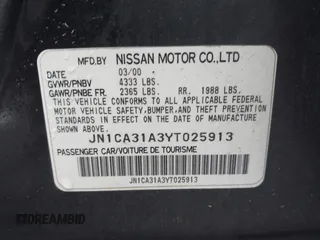 MFD BY NISSAN MOTOR CO.,LTD
DATE 03/00
GVWR/PNBV 4333 LBS.
GAWR/PNBE FR: 2365 LBS. RR. 1988 LBS.
THIS VEHICLE CONFORMS TO ALL APPLICABLE FEDERAL
MOTOR VEHICLE SAFETY,BUMPER,AND THEFT
PREVENTION STANDARDS IN EFFECT ON THE
DATE OF MANUFACTURE SHOWN ABOVE.
JN1CA31A3YT025913
PASSENGER CAR/VOITURE DE TOURISME
JN1CA31A3YT025913
DREAMBID